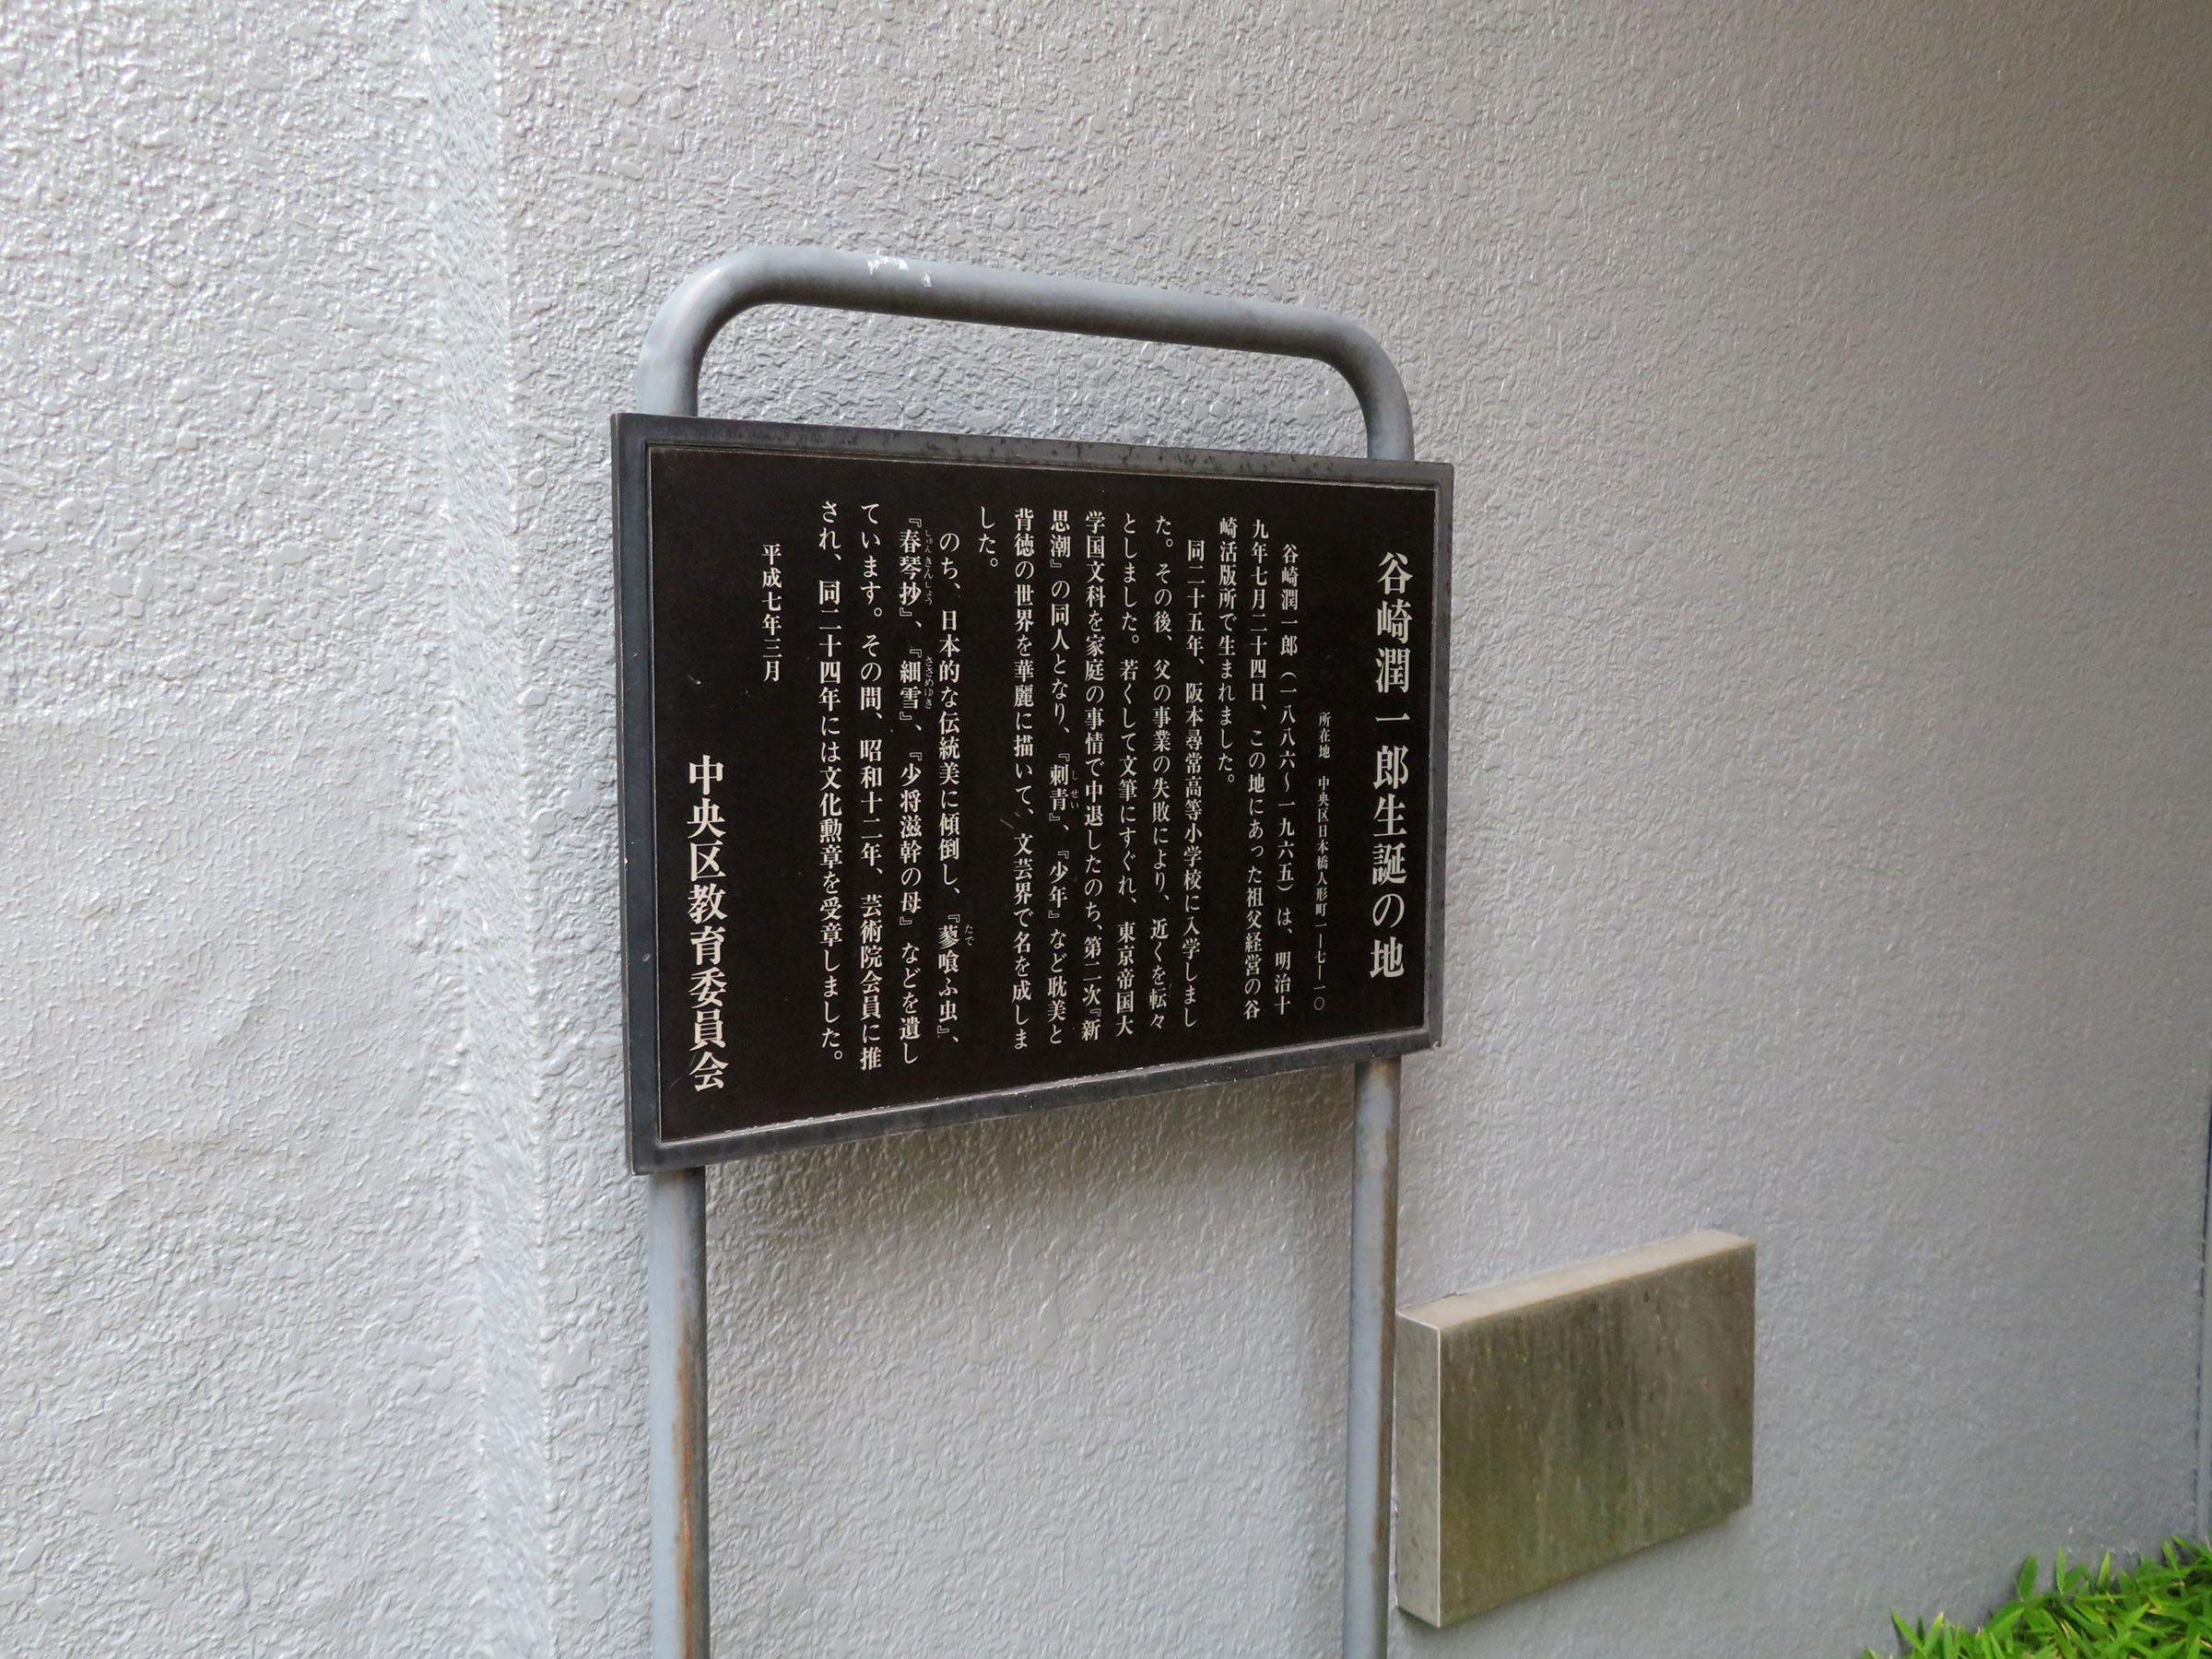 谷崎潤一郎生誕の地
所在地 中央区日本橋人形町一―七―一〇
谷崎潤一郎(一八八六〜一九六五)は、明治十
九年七月二十四日、この地にあった祖父経営の谷
崎活版所で生まれました。
同二十五年、阪本尋常高等小学校に入学しまし
た。その後、父の事業の失敗により、近くを転々
としました。若くして文筆にすぐれ、東京帝国大
学国文科を家庭の事情で中退したのち、第二次『新
思潮』の同人となり、『刺青』、『少年』など耽美と
背徳の世界を華麗に描いて、文芸界で名を成しま
した。
のち、日本的な伝統美に傾倒し、『蓼喰ふ虫』、
『春琴抄』、『細雪』、『少将滋幹の母』などを遺し
ています。その間、昭和十二年、芸術院会員に推
され、同二十四年には文化勲章を受章しました。
平成七年三月
中央区教育委員会